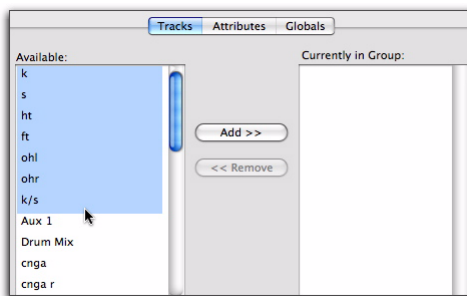 Tracks Attributes Globals
Available: Currently in Group:
k
s
ht
ft
Add >>
ohl
ohr
<< Remove
k/s
Aux 1
Drum Mix
cnga
cnga r